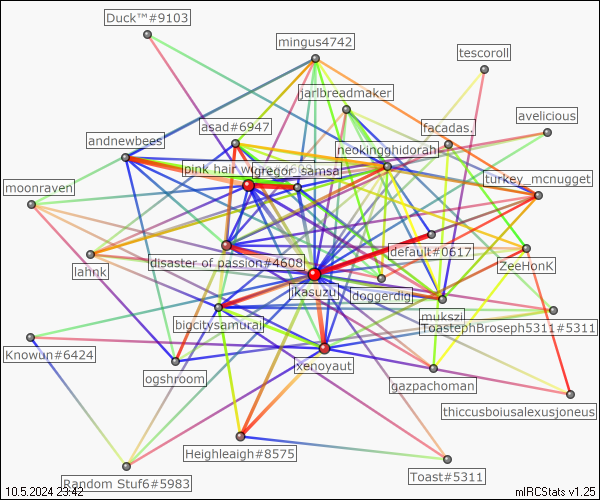 Duck™#9103
mingus4742
tescoroll
jarlbreadmaker
avelicious
asad#6947
facadas.
andnewbees
neokingghidorah
pink hair wo
gregor_samsa
turkey_mcnugget
moonraven
default#0617
disaster of passion#4608
ZeeHonK
lahnk
jkasuzu
doggerdig
mukszi
bigcitysamurai
ToastephBroseph5311#5311
Knowun#6424
xenoyaut
ogshroom
gazpachoman
thiccusboiusalexusjoneus
Heighleaigh#8575
Toast#5311
Random Stuf6#5983
10.5.2024 23:42
mIRCStats v1.25